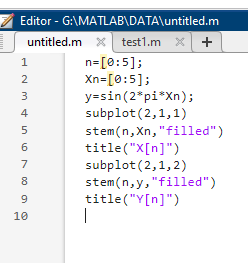 Editor - G:\MATLAB\DATA\untitled.m
untitled.m × test1.m × +
1 n=[0:5];
2 Xn=[0:5];
3 y=sin(2*pi*Xn);
4 subplot(2,1,1)
5 stem(n,Xn,"filled")
6 title("X[n]")
7 subplot(2,1,2)
8 stem(n,y,"filled")
9 title("Y[n]")
10